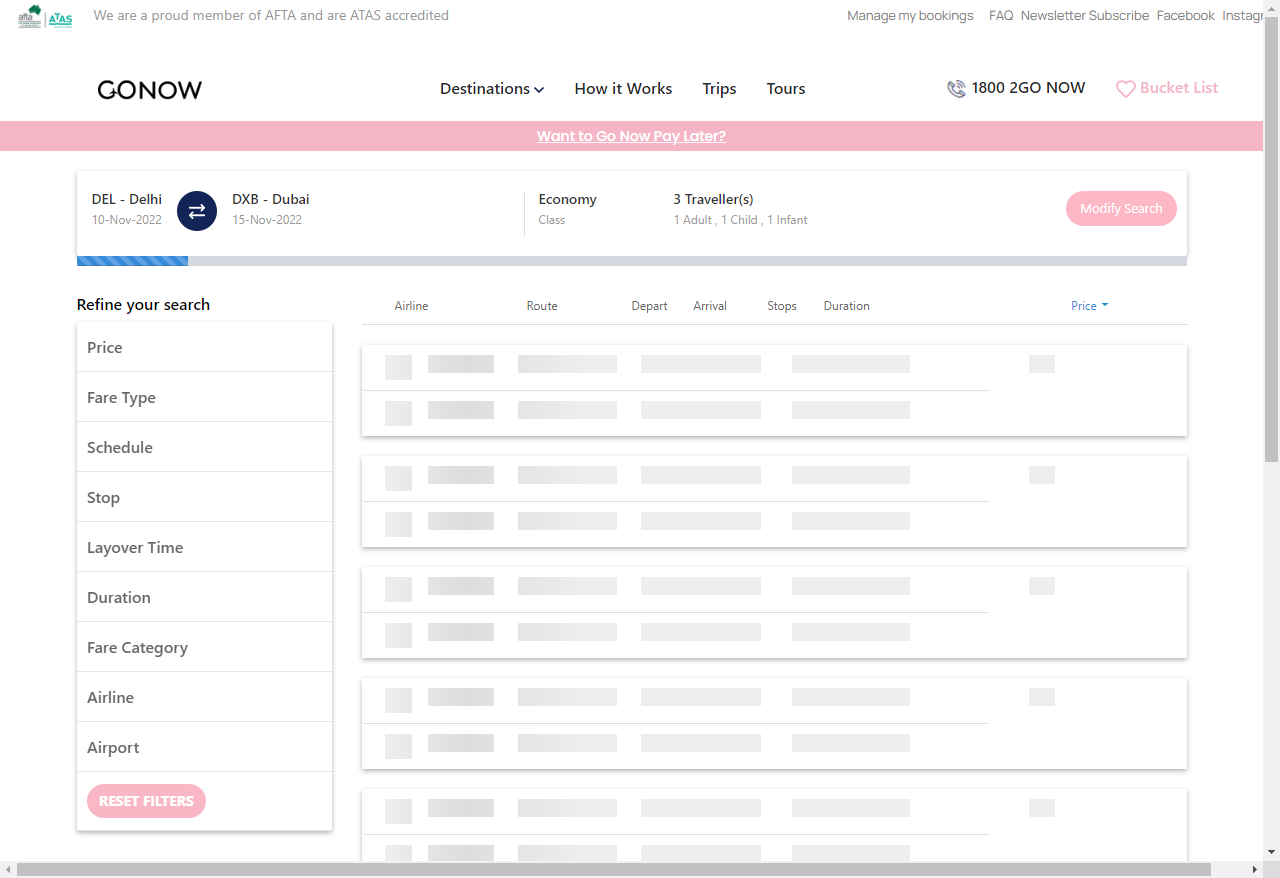 afta ATAS We are a proud member of AFTA and are ATAS accredited Manage my bookings FAQ Newsletter Subscribe Facebook Instagr
GONOW Destinations How it Works Trips Tours 1800 2GO NOW Bucket List
Want to Go Now Pay Later?
DEL - Delhi DXB - Dubai Economy 3 Traveller(s) Modify Search
10-Nov-2022 15-Nov-2022 Class 1 Adult , 1 Child , 1 Infant
Refine your search Airline Route Depart Arrival Stops Duration Price
Price
Fare Type
Schedule
Stop
Layover Time
Duration
Fare Category
Airline
Airport
RESET FILTERS